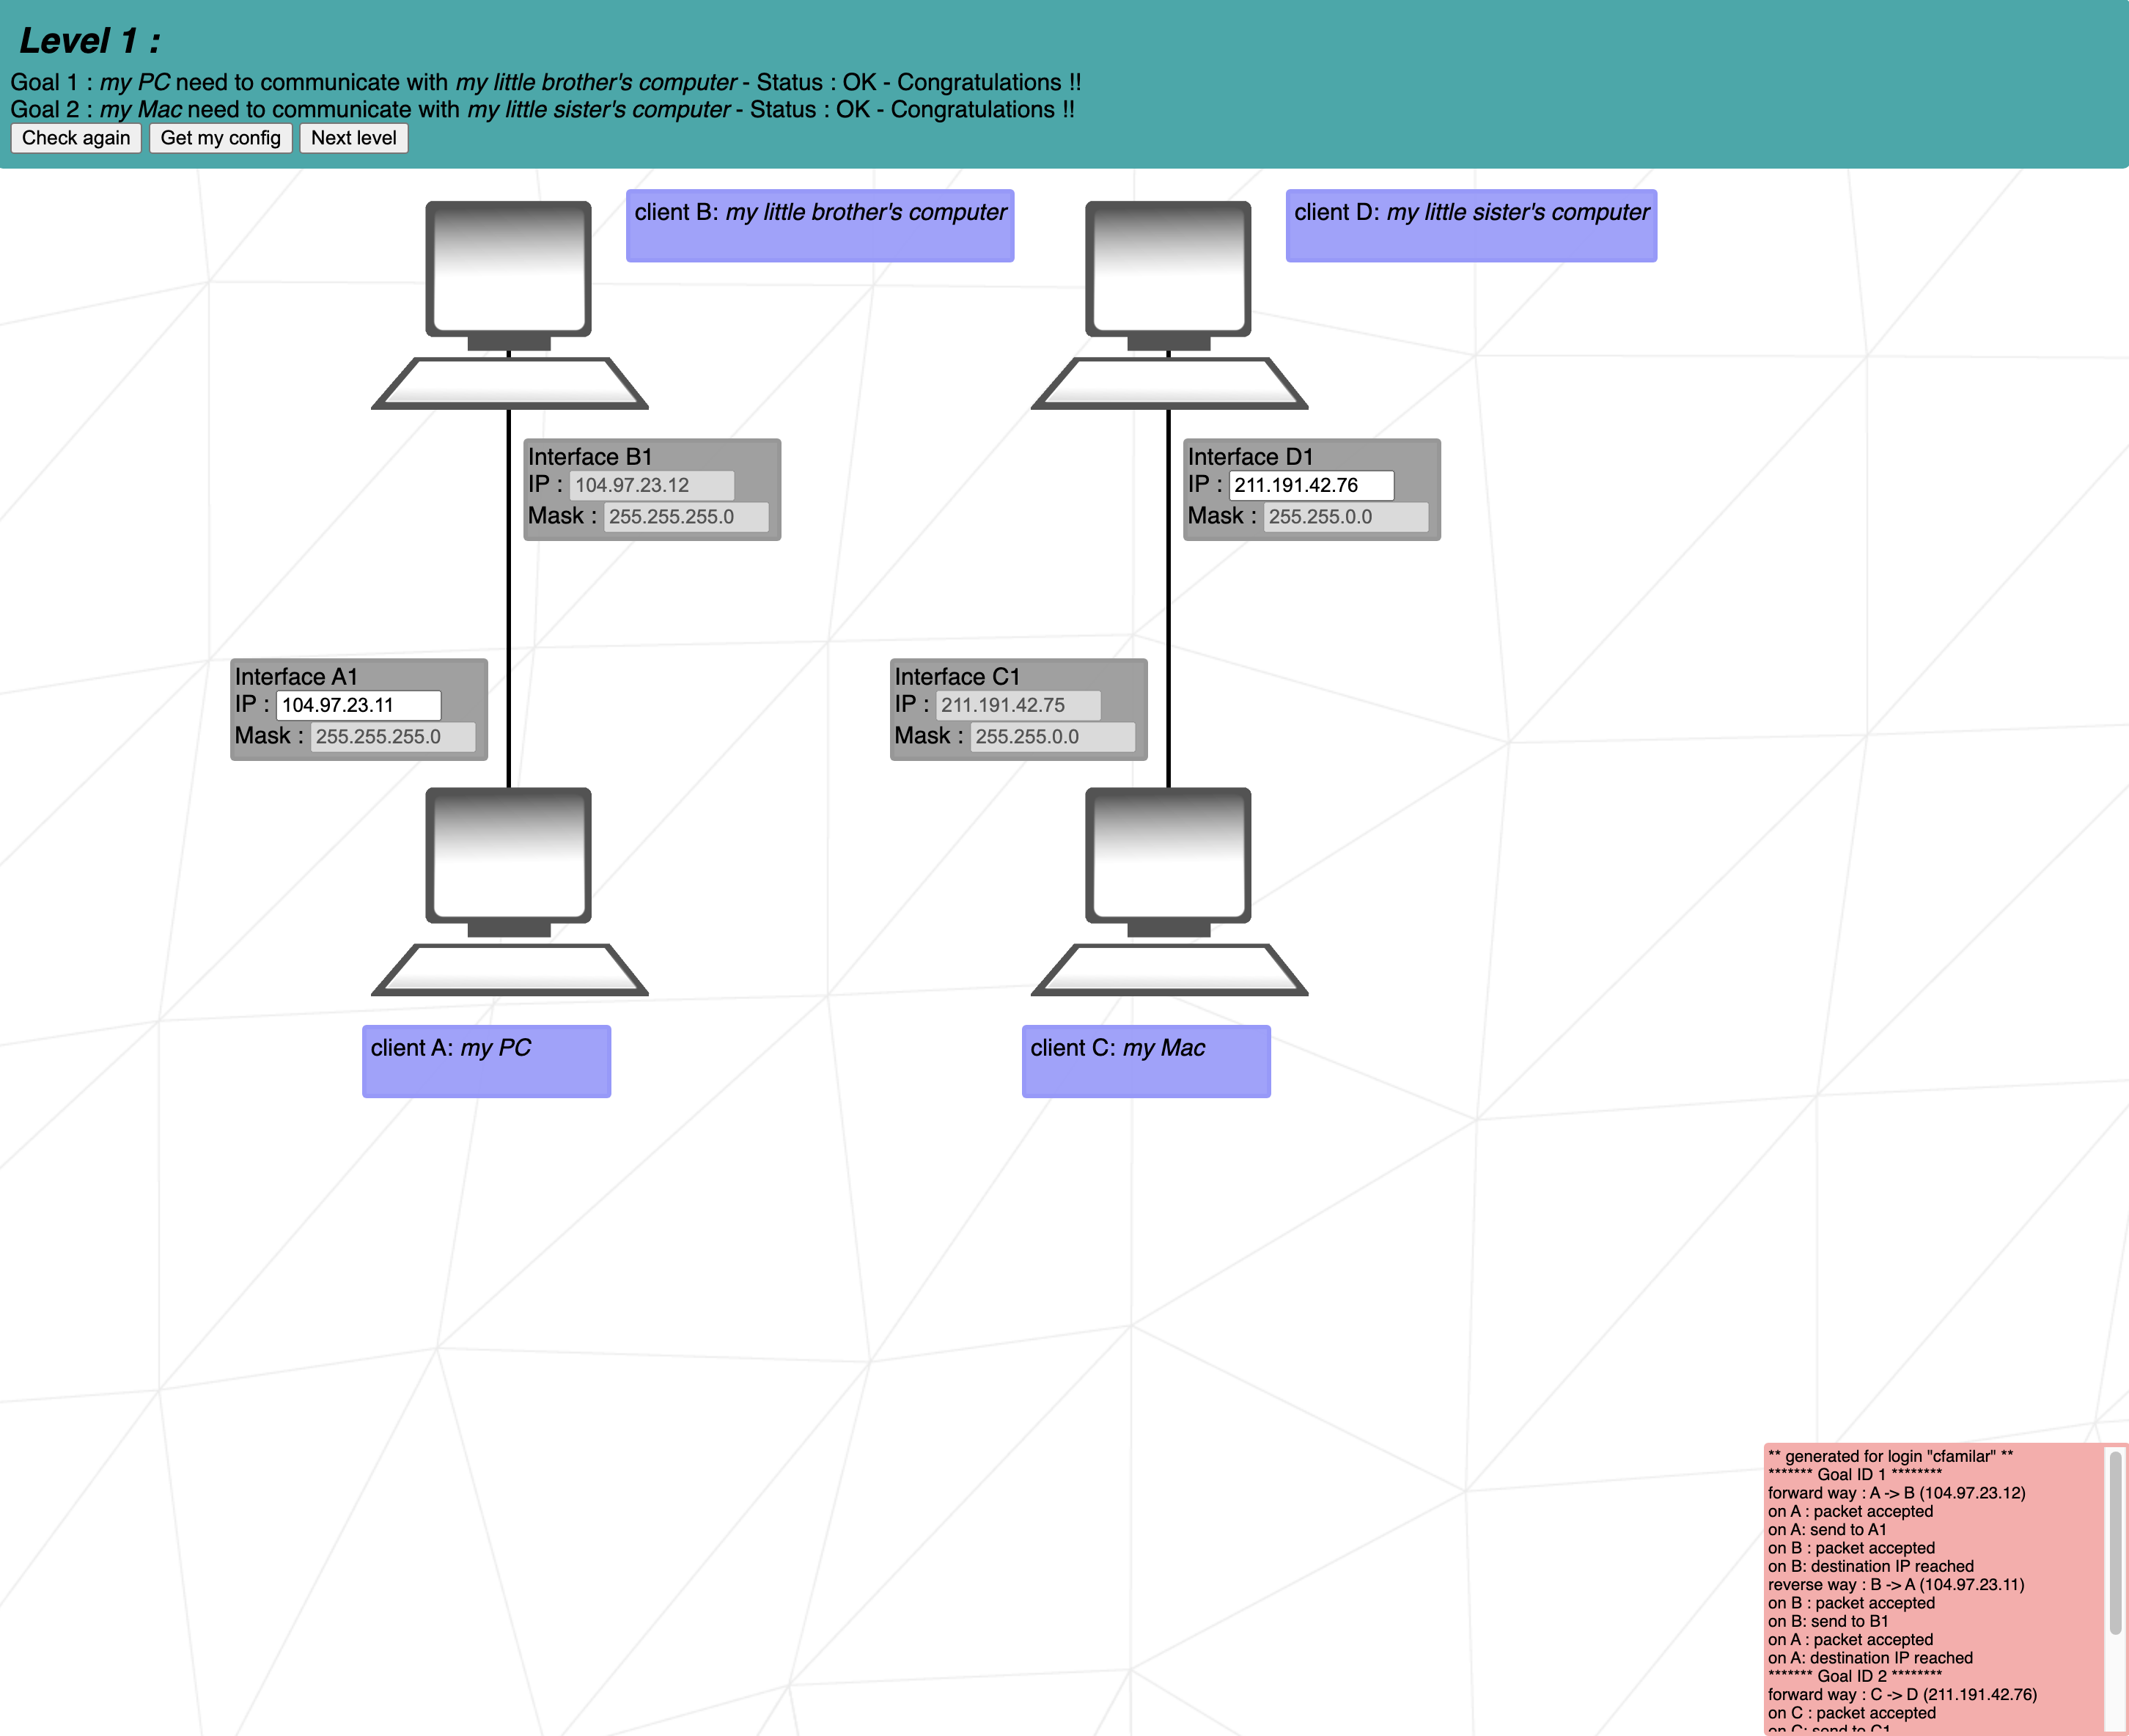 Level 1 :
Goal 1 : my PC need to communicate with my little brother's computer - Status : OK - Congratulations !!
Goal 2 : my Mac need to communicate with my little sister's computer - Status : OK - Congratulations !!
Check again Get my config Next level
client B: my little brother's computer
client D: my little sister's computer
Interface B1
IP : 104.97.23.12
Mask : 255.255.255.0
Interface D1
IP : 211.191.42.76
Mask : 255.255.0.0
Interface A1
IP : 104.97.23.11
Mask : 255.255.255.0
Interface C1
IP : 211.191.42.75
Mask : 255.255.0.0
client A: my PC
client C: my Mac
** generated for login "cfamilar" **
******* Goal ID 1 ********
forward way : A -> B (104.97.23.12)
on A : packet accepted
on A: send to A1
on B : packet accepted
on B: destination IP reached
reverse way : B -> A (104.97.23.11)
on B : packet accepted
on B: send to B1
on A : packet accepted
on A: destination IP reached
******* Goal ID 2 ********
forward way : C -> D (211.191.42.76)
on C : packet accepted
on C: send to C1